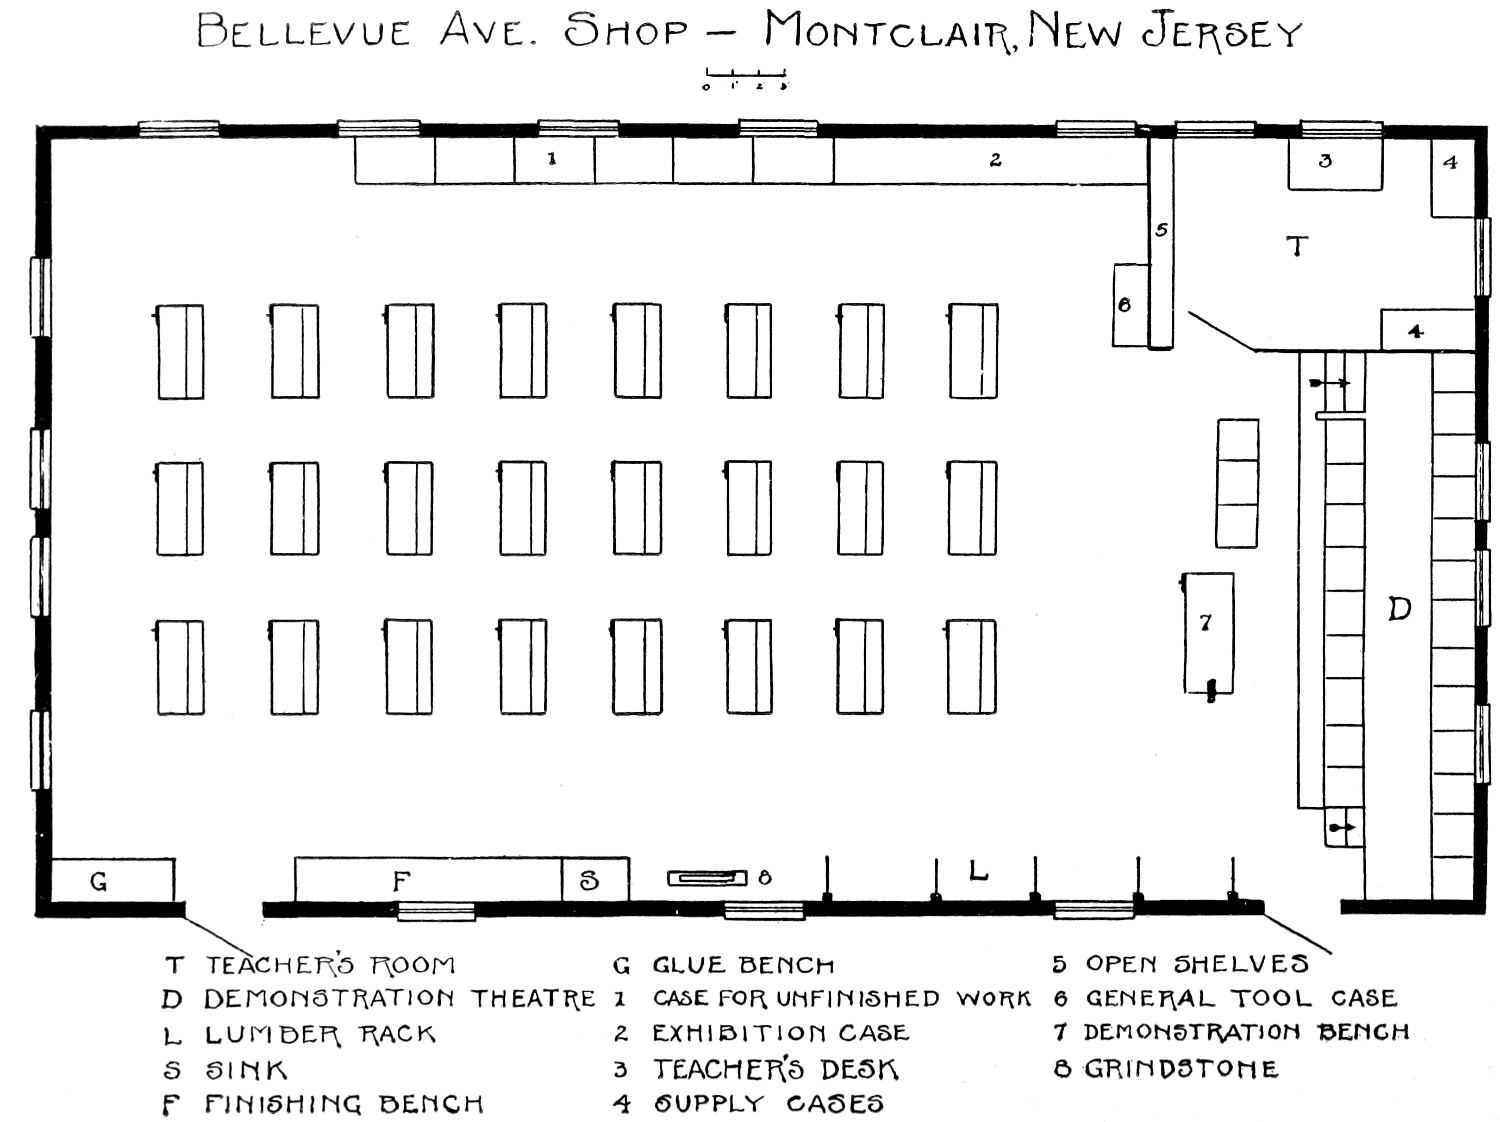 BELLEVUE AVE. SHOP — MONTCLAIR, NEW JERSEY
0 1 2 3
1 2 3 4
5 T
6 4
7 D
G F S 8 L
T TEACHER'S ROOM
D DEMONSTRATION THEATRE
L LUMBER RACK
S SINK
F FINISHING BENCH
G GLUE BENCH
1 CASE FOR UNFINISHED WORK
2 EXHIBITION CASE
3 TEACHER'S DESK
4 SUPPLY CASES
5 OPEN SHELVES
6 GENERAL TOOL CASE
7 DEMONSTRATION BENCH
8 GRINDSTONE